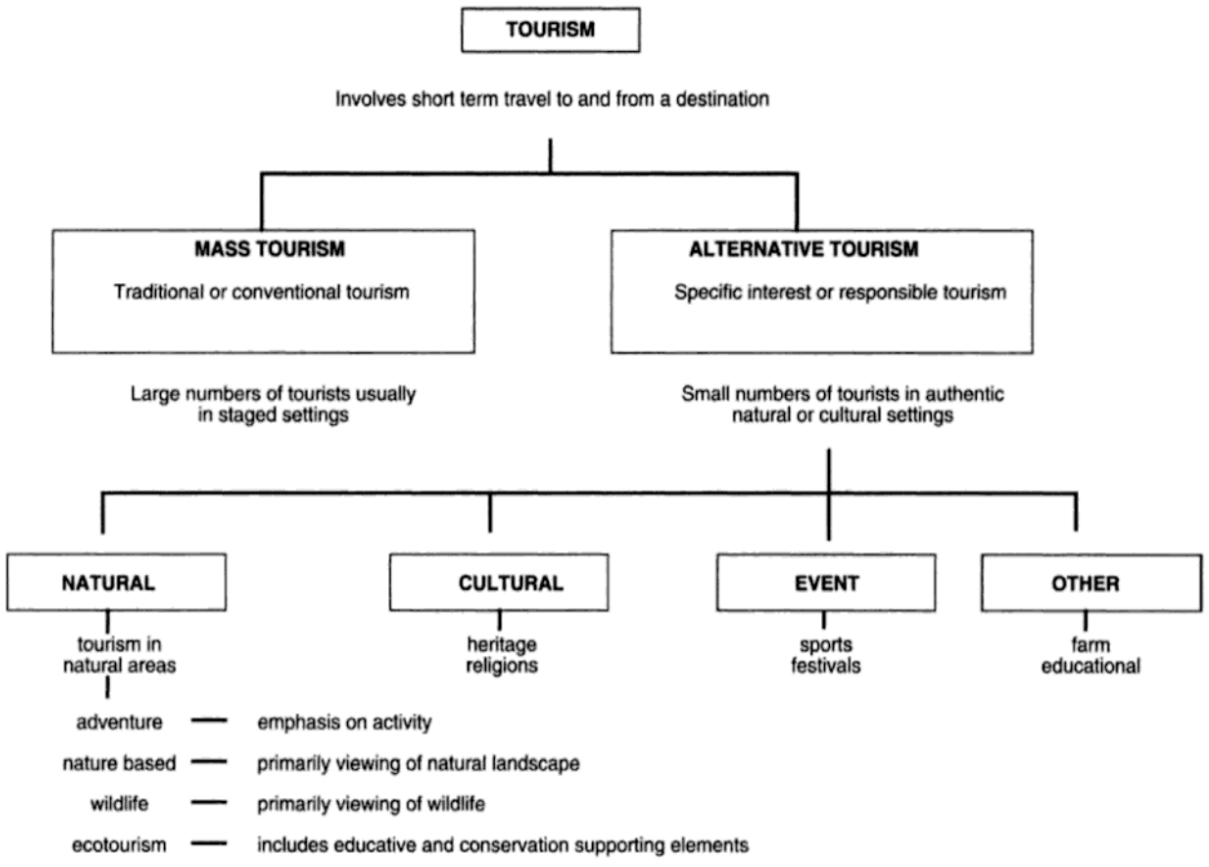 TOURISM
Involves short term travel to and from a destination
MASS TOURISM
Traditional or conventional tourism
ALTERNATIVE TOURISM
Specific interest or responsible tourism
Large numbers of tourists usually
in staged settings
Small numbers of tourists in authentic
natural or cultural settings
NATURAL
CULTURAL
EVENT
OTHER
tourism in
natural areas
heritage
religions
sports
festivals
farm
educational
adventure — emphasis on activity
nature based — primarily viewing of natural landscape
wildlife — primarily viewing of wildlife
ecotourism — includes educative and conservation supporting elements